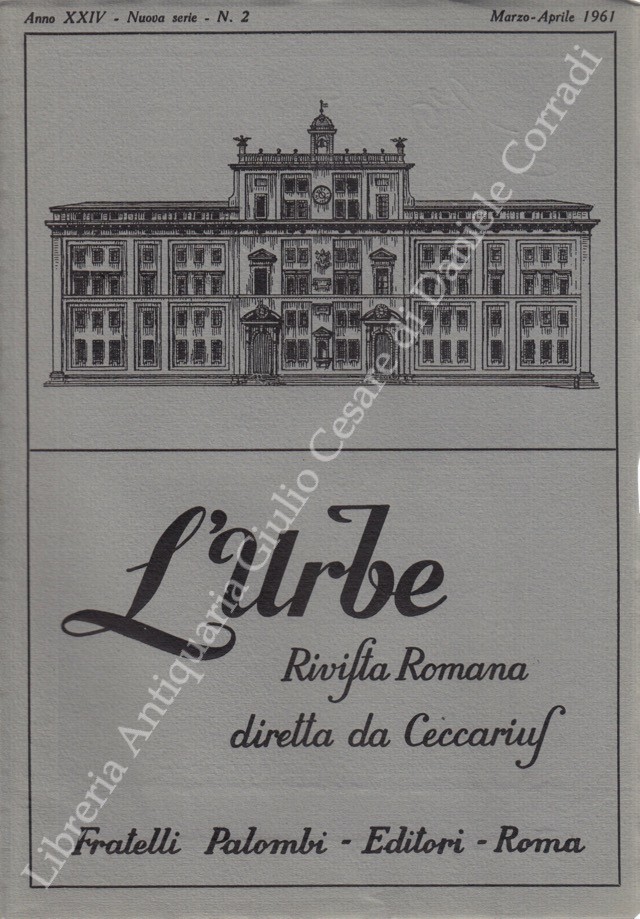 Anno XXIV - Nuova serie - N. 2
Marzo-Aprile 1961
L'Urbe
Rivista Romana
diretta da Ceccarius
Fratelli Palombi - Editori - Roma
Libreria Antiquaria Giulio Cesare di Daniele Corradi